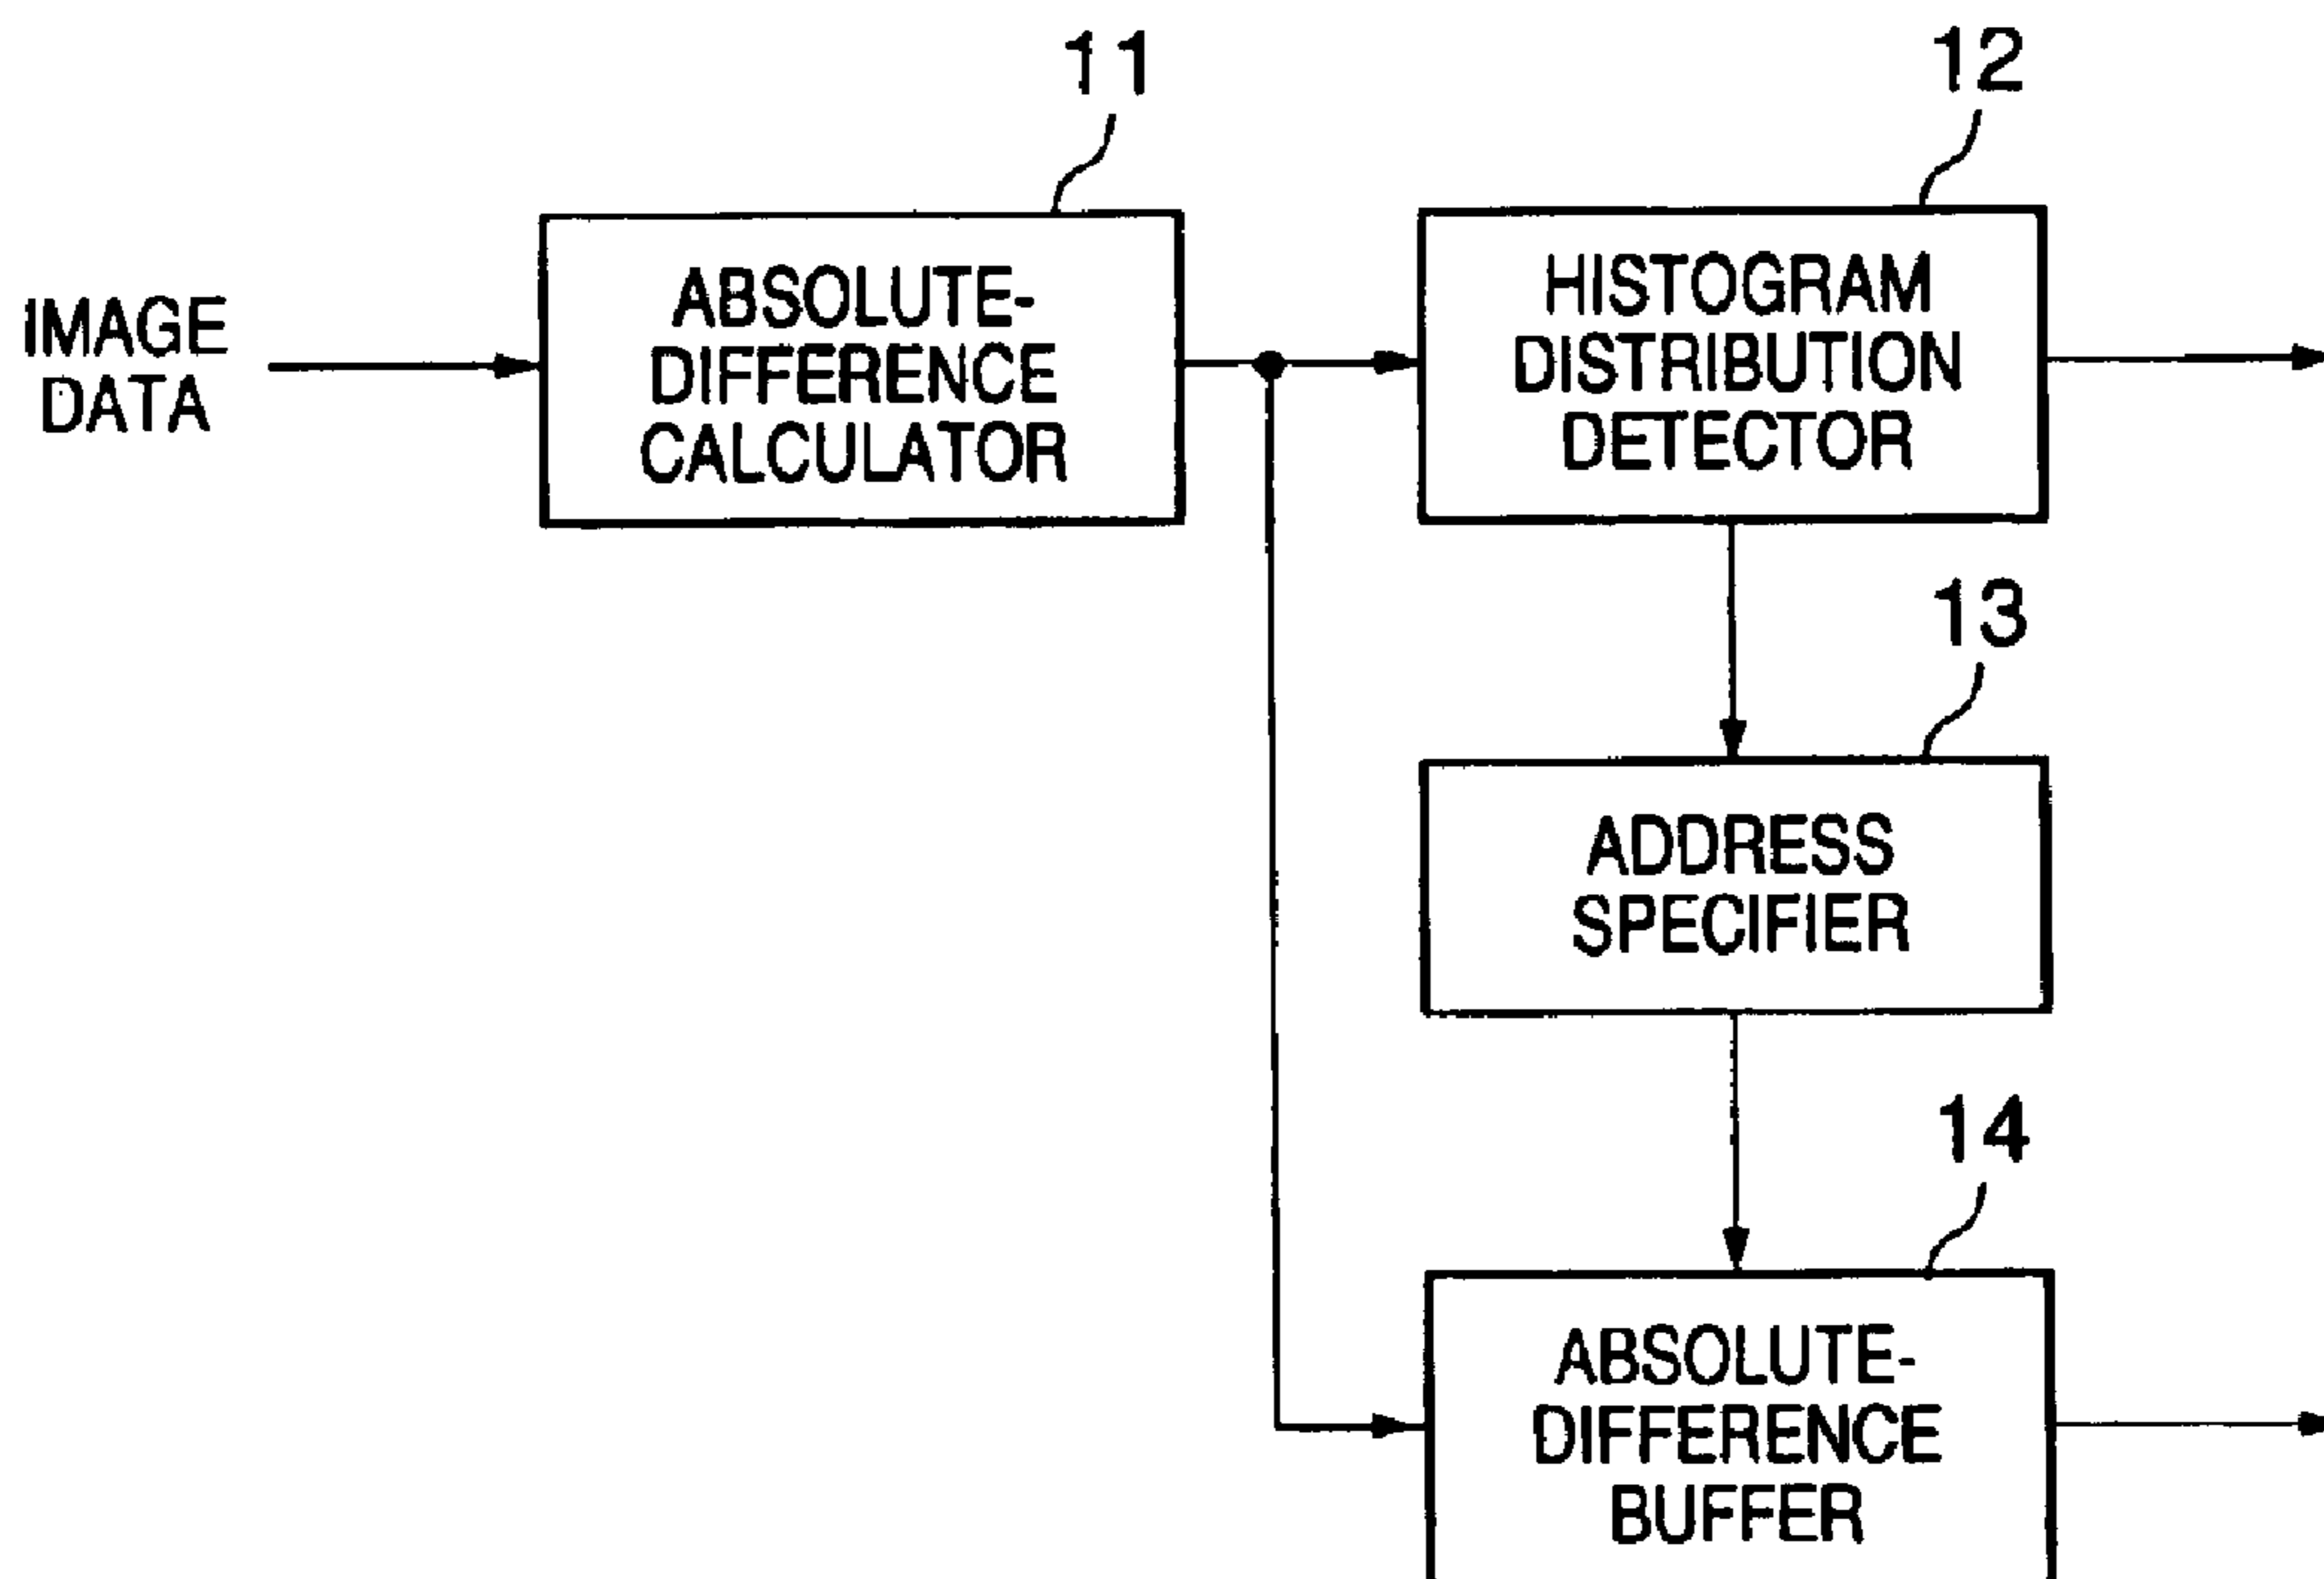 11
12
IMAGE
DATA
ABSOLUTE-
DIFFERENCE
CALCULATOR
HISTOGRAM
DISTRIBUTION
DETECTOR
13
ADDRESS
SPECIFIER
14
ABSOLUTE-
DIFFERENCE
BUFFER